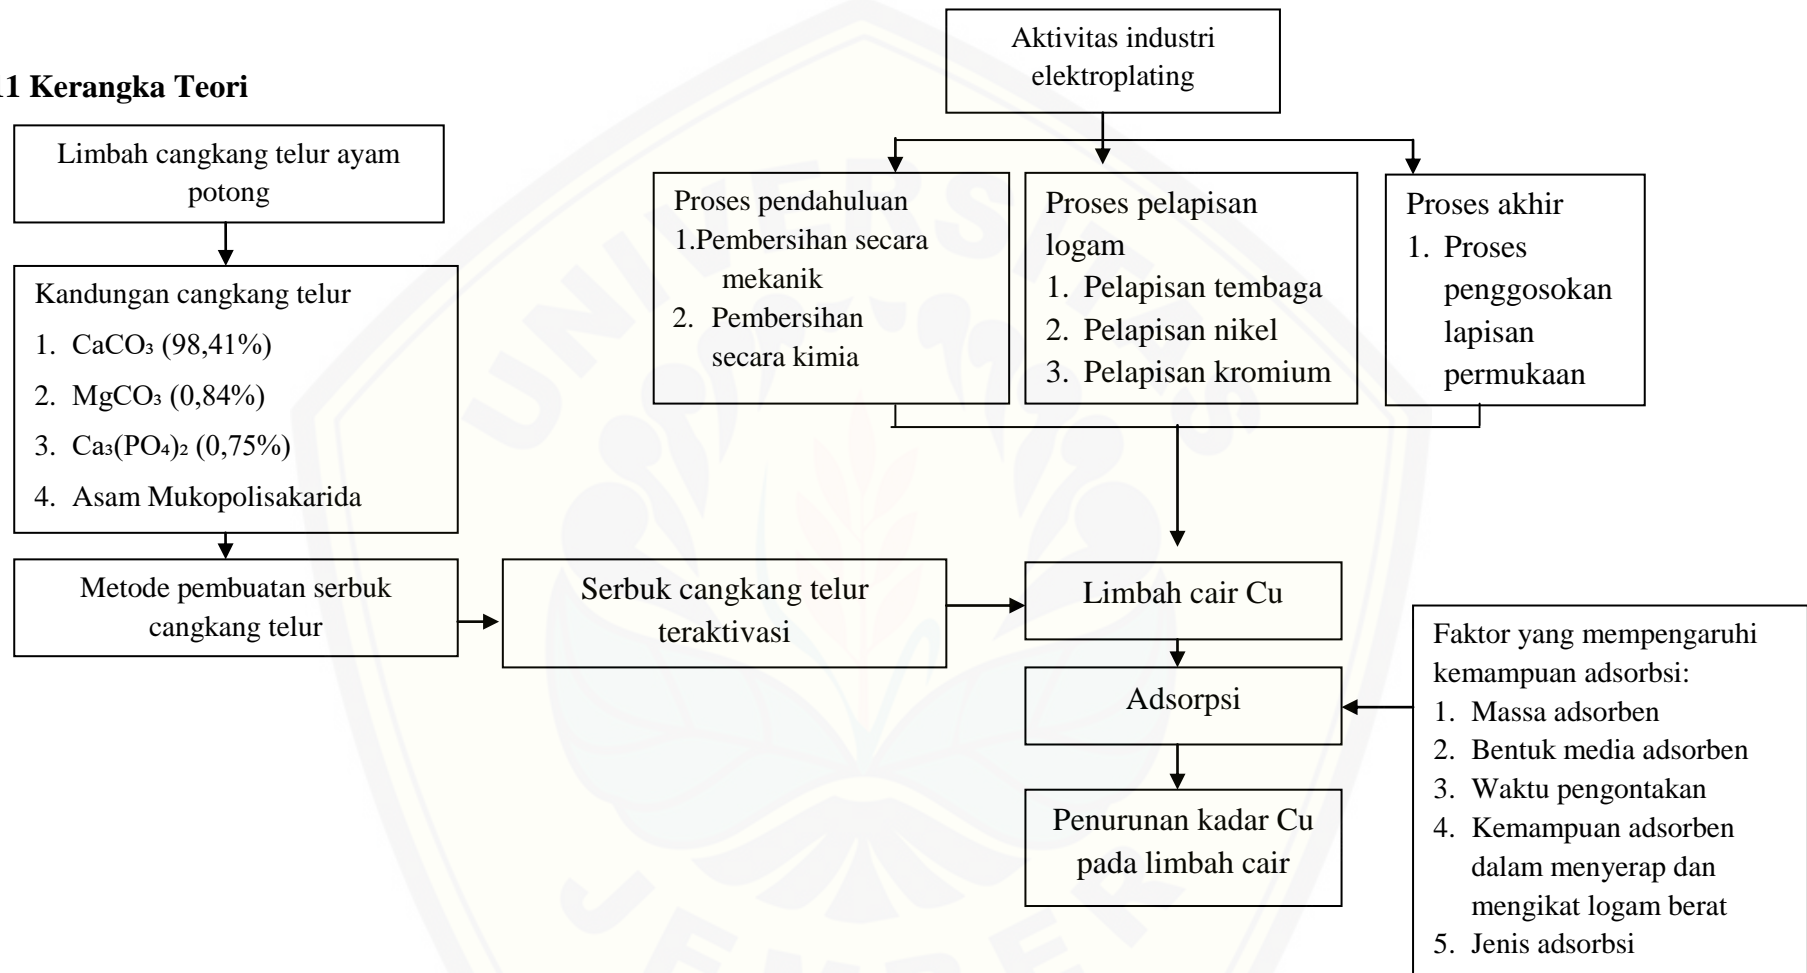 11 Kerangka Teori
Aktivitas industri
elektroplating
Limbah cangkang telur ayam
potong
Kandungan cangkang telur
1. CaCO₃ (98,41%)
2. MgCO₃ (0,84%)
3. Ca₃(PO₄)₂ (0,75%)
4. Asam Mukopolisakarida
Metode pembuatan serbuk
cangkang telur
Serbuk cangkang telur
teraktivasi
Proses pendahuluan
1.Pembersihan secara
mekanik
2. Pembersihan
secara kimia
Proses pelapisan
logam
1. Pelapisan tembaga
2. Pelapisan nikel
3. Pelapisan kromium
Proses akhir
1. Proses
penggosokan
lapisan
permukaan
Limbah cair Cu
Adsorpsi
Penurunan kadar Cu
pada limbah cair
Faktor yang mempengaruhi
kemampuan adsorbsi:
1. Massa adsorben
2. Bentuk media adsorben
3. Waktu pengontakan
4. Kemampuan adsorben
dalam menyerap dan
mengikat logam berat
5. Jenis adsorbsi
UNIVERSITAS
JEMBER